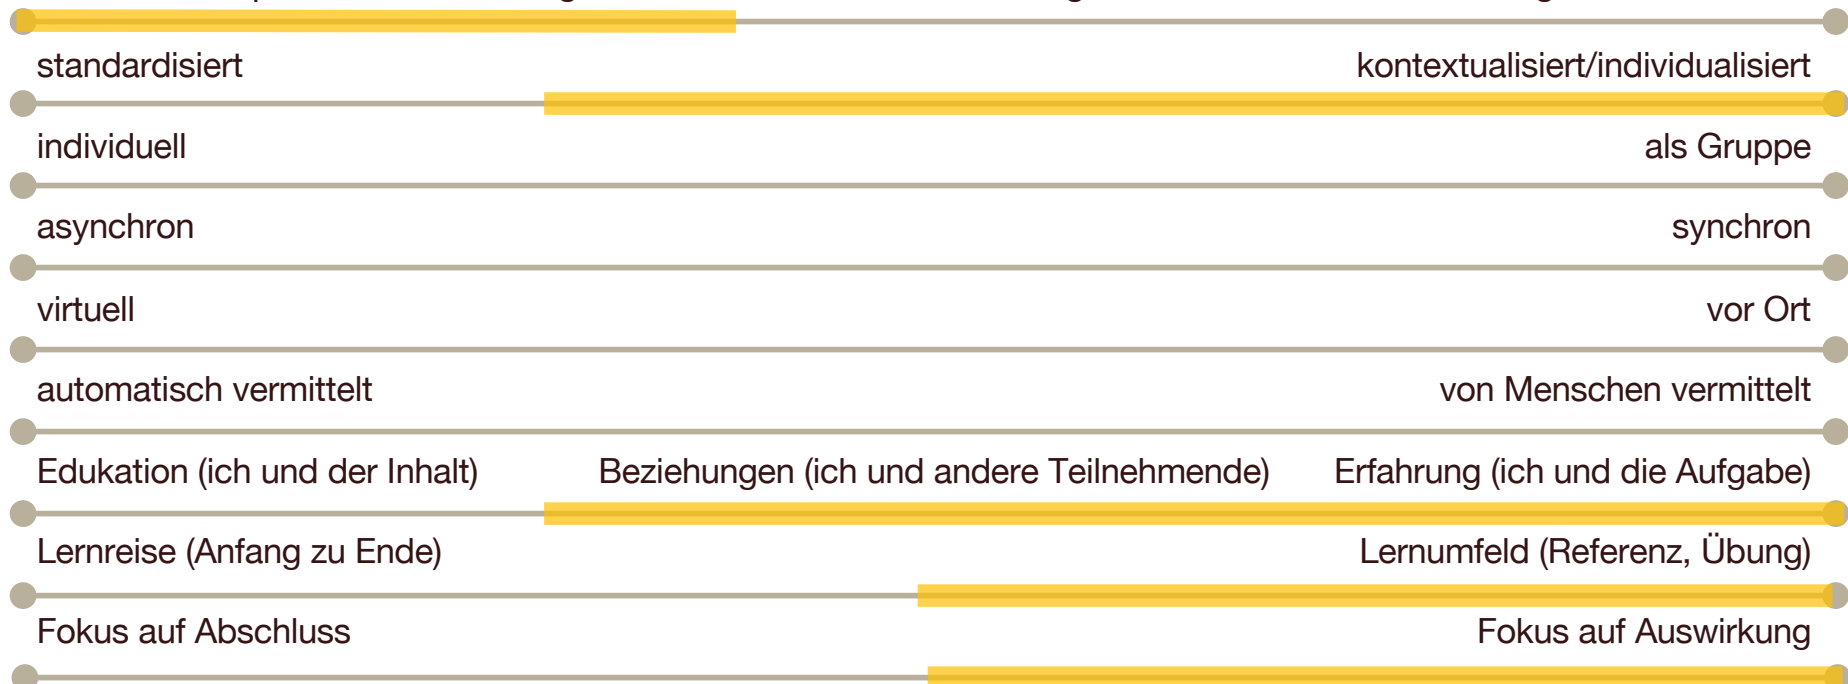 standardisiert kontextualisiert/individualisiert
individuell als Gruppe
asynchron synchron
virtuell vor Ort
automatisch vermittelt von Menschen vermittelt
Edukation (ich und der Inhalt) Beziehungen (ich und andere Teilnehmende) Erfahrung (ich und die Aufgabe)
Lernreise (Anfang zu Ende) Lernumfeld (Referenz, Übung)
Fokus auf Abschluss Fokus auf Auswirkung